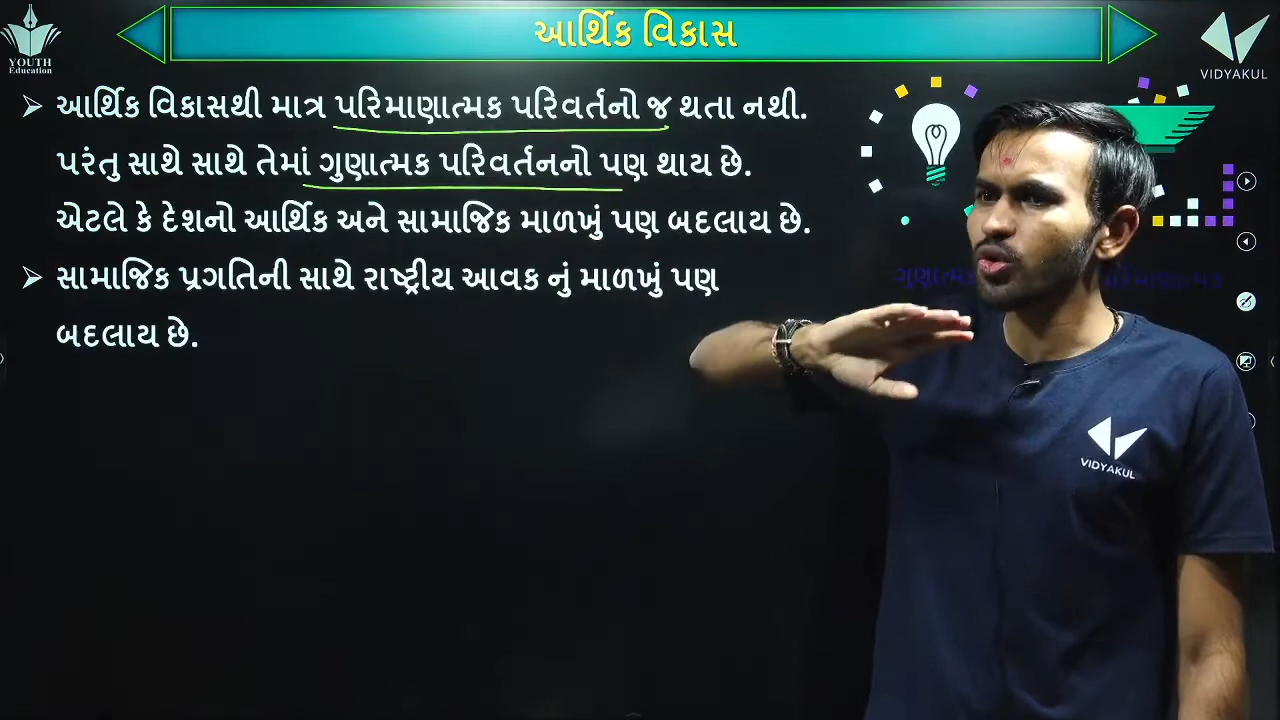 આર્થિક વિકાસ
YOUTH
Education
VIDYAKUL
આર્થિક વિકાસથી માત્ર પરિમાણાત્મક પરિવર્તનો જ થતા નથી.
પરંતુ સાથે સાથે તેમાં ગુણાત્મક પરિવર્તનનો પણ થાય છે.
એટલે કે દેશનો આર્થિક અને સામાજિક માળખું પણ બદલાય છે.
સામાજિક પ્રગતિની સાથે રાષ્ટ્રીય આવક નું માળખું પણ
બદલાય છે.
VIDYAKUL